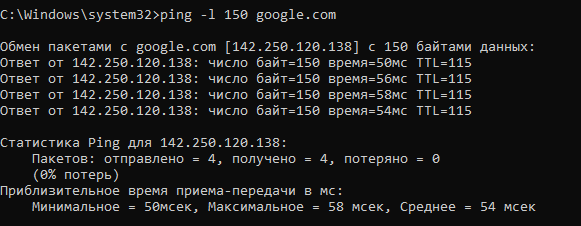 C:\Windows\system32>ping -l 150 google.com
Обмен пакетами с google.com [142.250.120.138] с 150 байтами данных:
Ответ от 142.250.120.138: число байт=150 время=50мс TTL=115
Ответ от 142.250.120.138: число байт=150 время=56мс TTL=115
Ответ от 142.250.120.138: число байт=150 время=58мс TTL=115
Ответ от 142.250.120.138: число байт=150 время=54мс TTL=115
Статистика Ping для 142.250.120.138:
Пакетов: отправлено = 4, получено = 4, потеряно = 0
(0% потерь)
Приблизительное время приема-передачи в мс:
Минимальное = 50мсек, Максимальное = 58 мсек, Среднее = 54 мсек